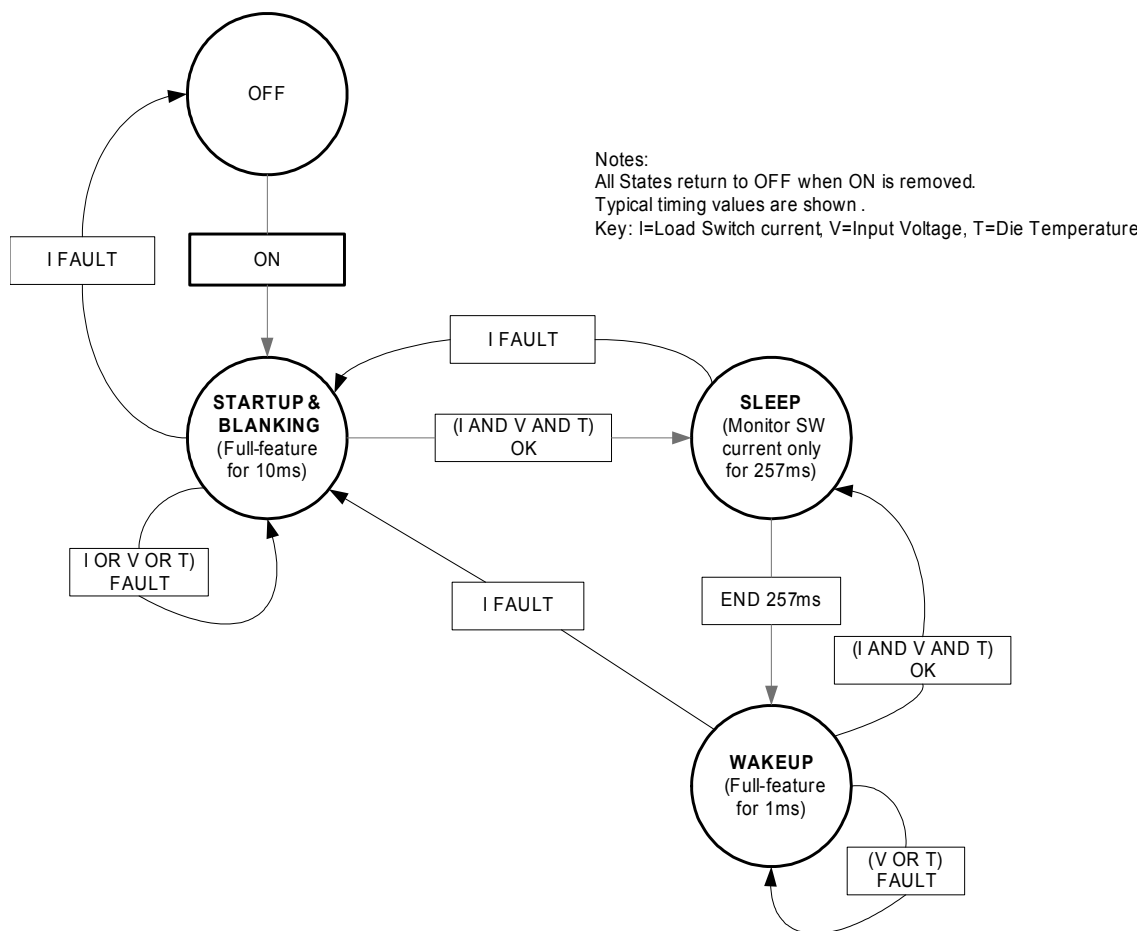 OFF
Notes:
All States return to OFF when ON is removed.
Typical timing values are shown .
Key: I=Load Switch current, V=Input Voltage, T=Die Temperature
I FAULT
ON
I FAULT
STARTUP &
BLANKING
(Full-feature
for 10ms)
(I AND V AND T)
OK
SLEEP
(Monitor SW
current only
for 257ms)
I OR V OR T)
FAULT
I FAULT
END 257ms
(I AND V AND T)
OK
WAKEUP
(Full-feature
for 1ms)
(V OR T)
FAULT